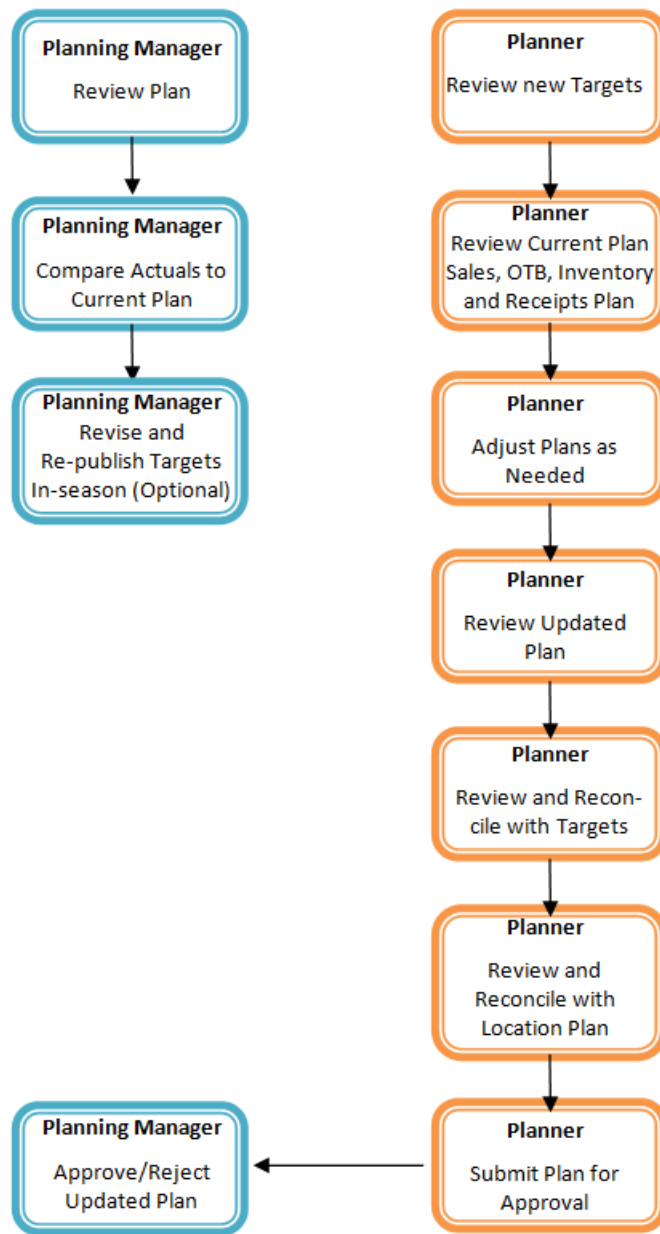 Planning Manager
Review Plan
Planning Manager
Compare Actuals to
Current Plan
Planning Manager
Revise and
Re-publish Targets
In-season (Optional)
Planner
Review new Targets
Planner
Review Current Plan
Sales, OTB, Inventory
and Receipts Plan
Planner
Adjust Plans as
Needed
Planner
Review Updated
Plan
Planner
Review and Recon-
cile with Targets
Planner
Review and
Reconcile with
Location Plan
Planner
Submit Plan for
Approval
Planning Manager
Approve/Reject
Updated Plan